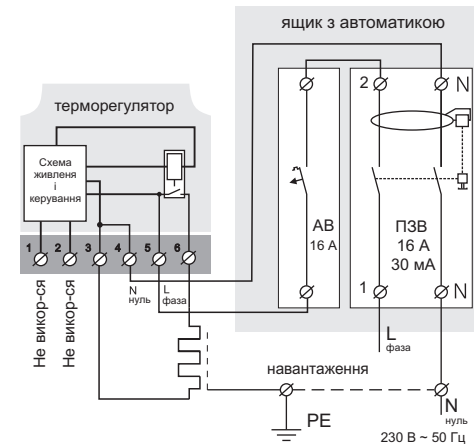 ящик з автоматикою
терморегулятор
Схема
живленя
і
керування
1
2
3
4
5
6
Не викор-ся
Не викор-ся
N
нуль
L
фаза
2
N
АВ
16 А
ПЗВ
16 А
30 мА
1
N
L
фаза
навантаження
PE
N
нуль
230 В ~ 50 Гц